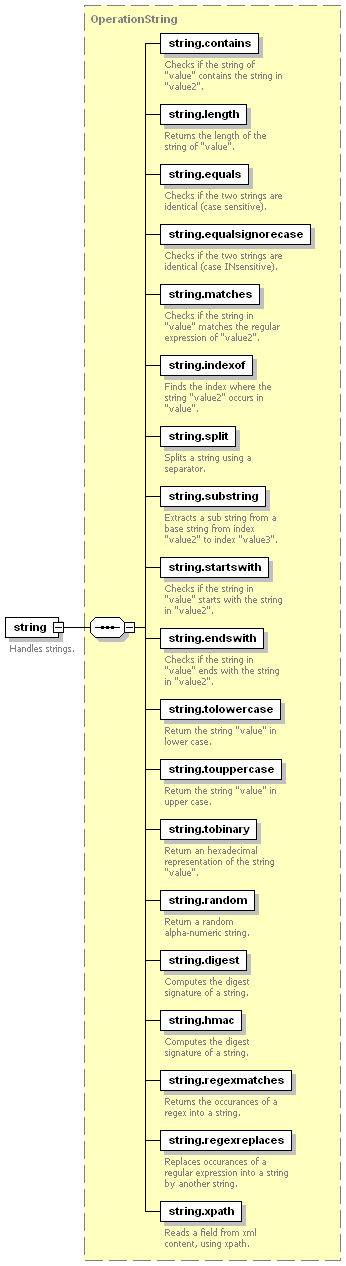 OperationString
string.contains
Checks if the string of
"value" contains the string in
"value2".
string.length
Returns the length of the
string of "value".
string.equals
Checks if the two strings are
identical (case sensitive).
string.equalsignorecase
Checks if the two strings are
identical (case INsensitive).
string.matches
Checks if the string in
"value" matches the regular
expression of "value2".
string.indexof
Finds the index where the
string "value2" occurs in
"value".
string.split
Splits a string using a
separator.
string.substring
Extracts a sub string from a
base string from index
"value2" to index "value3".
string.startswith
Checks if the string in
"value" starts with the string
in "value2".
string
Handles strings.
string.endswith
Checks if the string in
"value" ends with the string
in "value2".
string.tolowercase
Return the string "value" in
lower case.
string.touppercase
Return the string "value" in
upper case.
string.tobinary
Return an hexadecimal
representation of the string
"value".
string.random
Return a random
alpha-numeric string.
string.digest
Computes the digest
signature of a string.
string.hmac
Computes the digest
signature of a string.
string.regexmatches
Returns the occurances of a
regex into a string.
string.regexreplaces
Replaces occurances of a
regular expression into a string
by another string.
string.xpath
Reads a field from xml
content, using xpath.